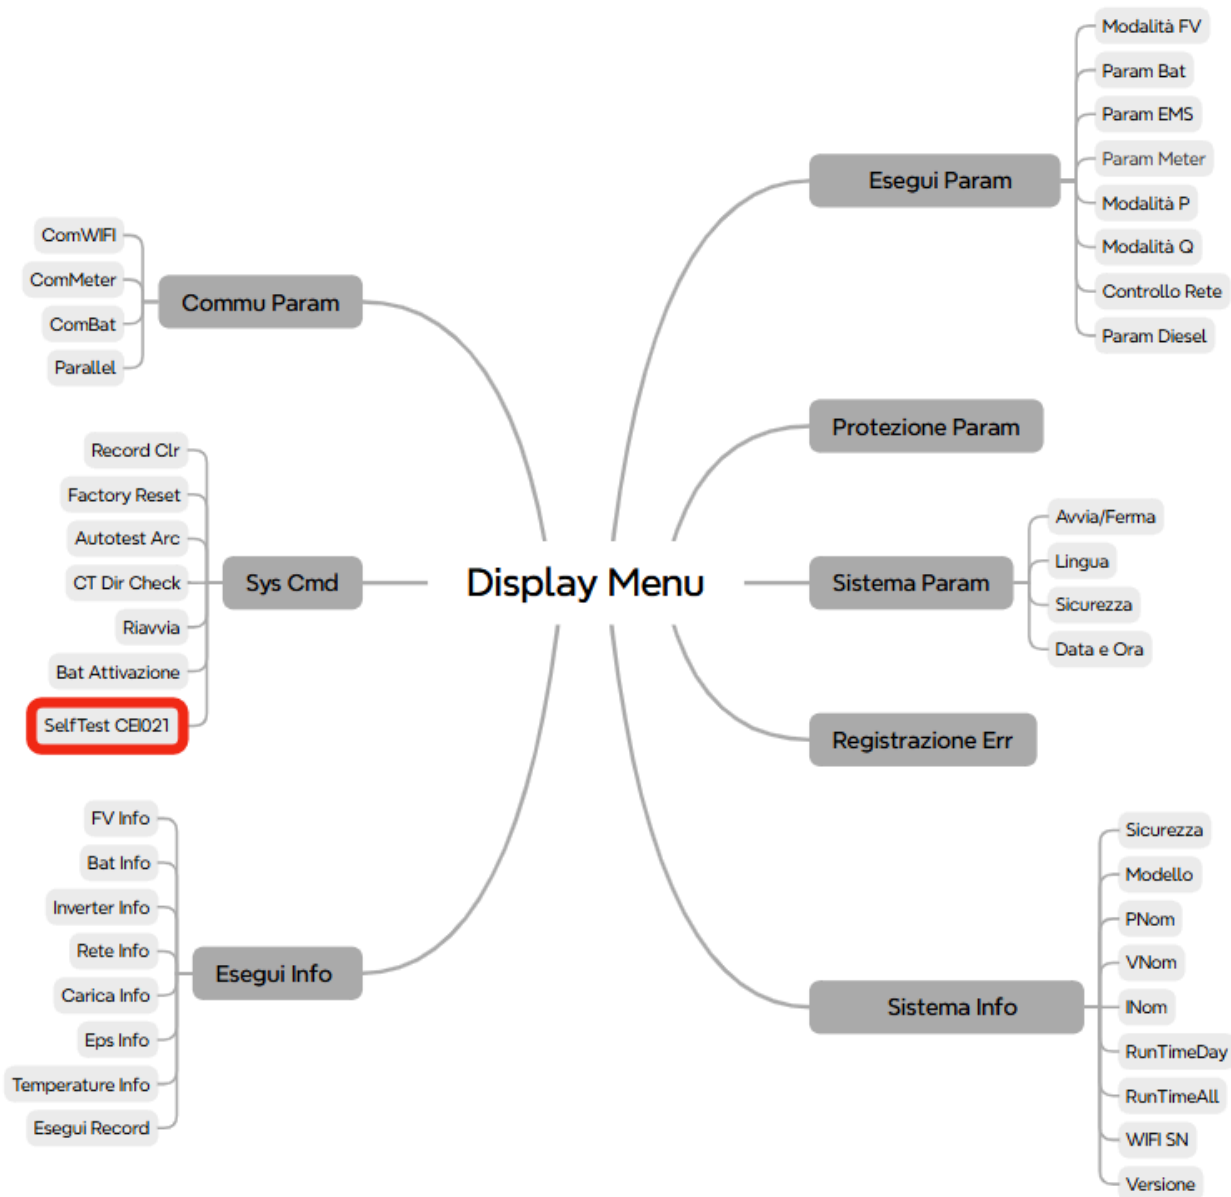 Display Menu
Commu Param
ComWIFI
ComMeter
ComBat
Parallel
Sys Cmd
Record Clr
Factory Reset
Autotest Arc
CT Dir Check
Riavvia
Bat Attivazione
SelfTest CEI021
Esegui Info
FV Info
Bat Info
Inverter Info
Rete Info
Carica Info
Eps Info
Temperature Info
Esegui Record
Esegui Param
Modalità FV
Param Bat
Param EMS
Param Meter
Modalità P
Modalità Q
Controllo Rete
Param Diesel
Protezione Param
Sistema Param
Avvia/Ferma
Lingua
Sicurezza
Data e Ora
Registrazione Err
Sistema Info
Sicurezza
Modello
PNom
VNom
INom
RunTimeDay
RunTimeAll
WIFI SN
Versione